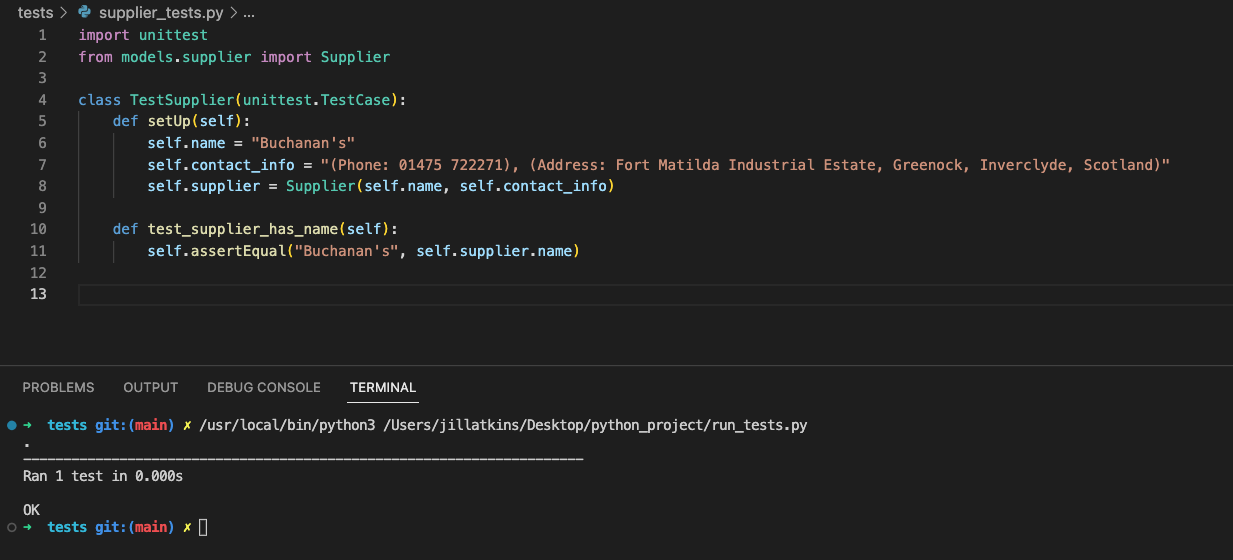 tests > supplier_tests.py > ...
1 import unittest
2 from models.supplier import Supplier
3
4 class TestSupplier(unittest.TestCase):
5     def setUp(self):
6         self.name = "Buchanan's"
7         self.contact_info = "(Phone: 01475 722271), (Address: Fort Matilda Industrial Estate, Greenock, Inverclyde, Scotland)"
8         self.supplier = Supplier(self.name, self.contact_info)
9
10     def test_supplier_has_name(self):
11         self.assertEqual("Buchanan's", self.supplier.name)
12
13
PROBLEMS OUTPUT DEBUG CONSOLE TERMINAL
➜ tests git:(main) ✗ /usr/local/bin/python3 /Users/jillatkins/Desktop/python_project/run_tests.py
.
----------------------------------------------------------------------
Ran 1 test in 0.000s
OK
➜ tests git:(main) ✗